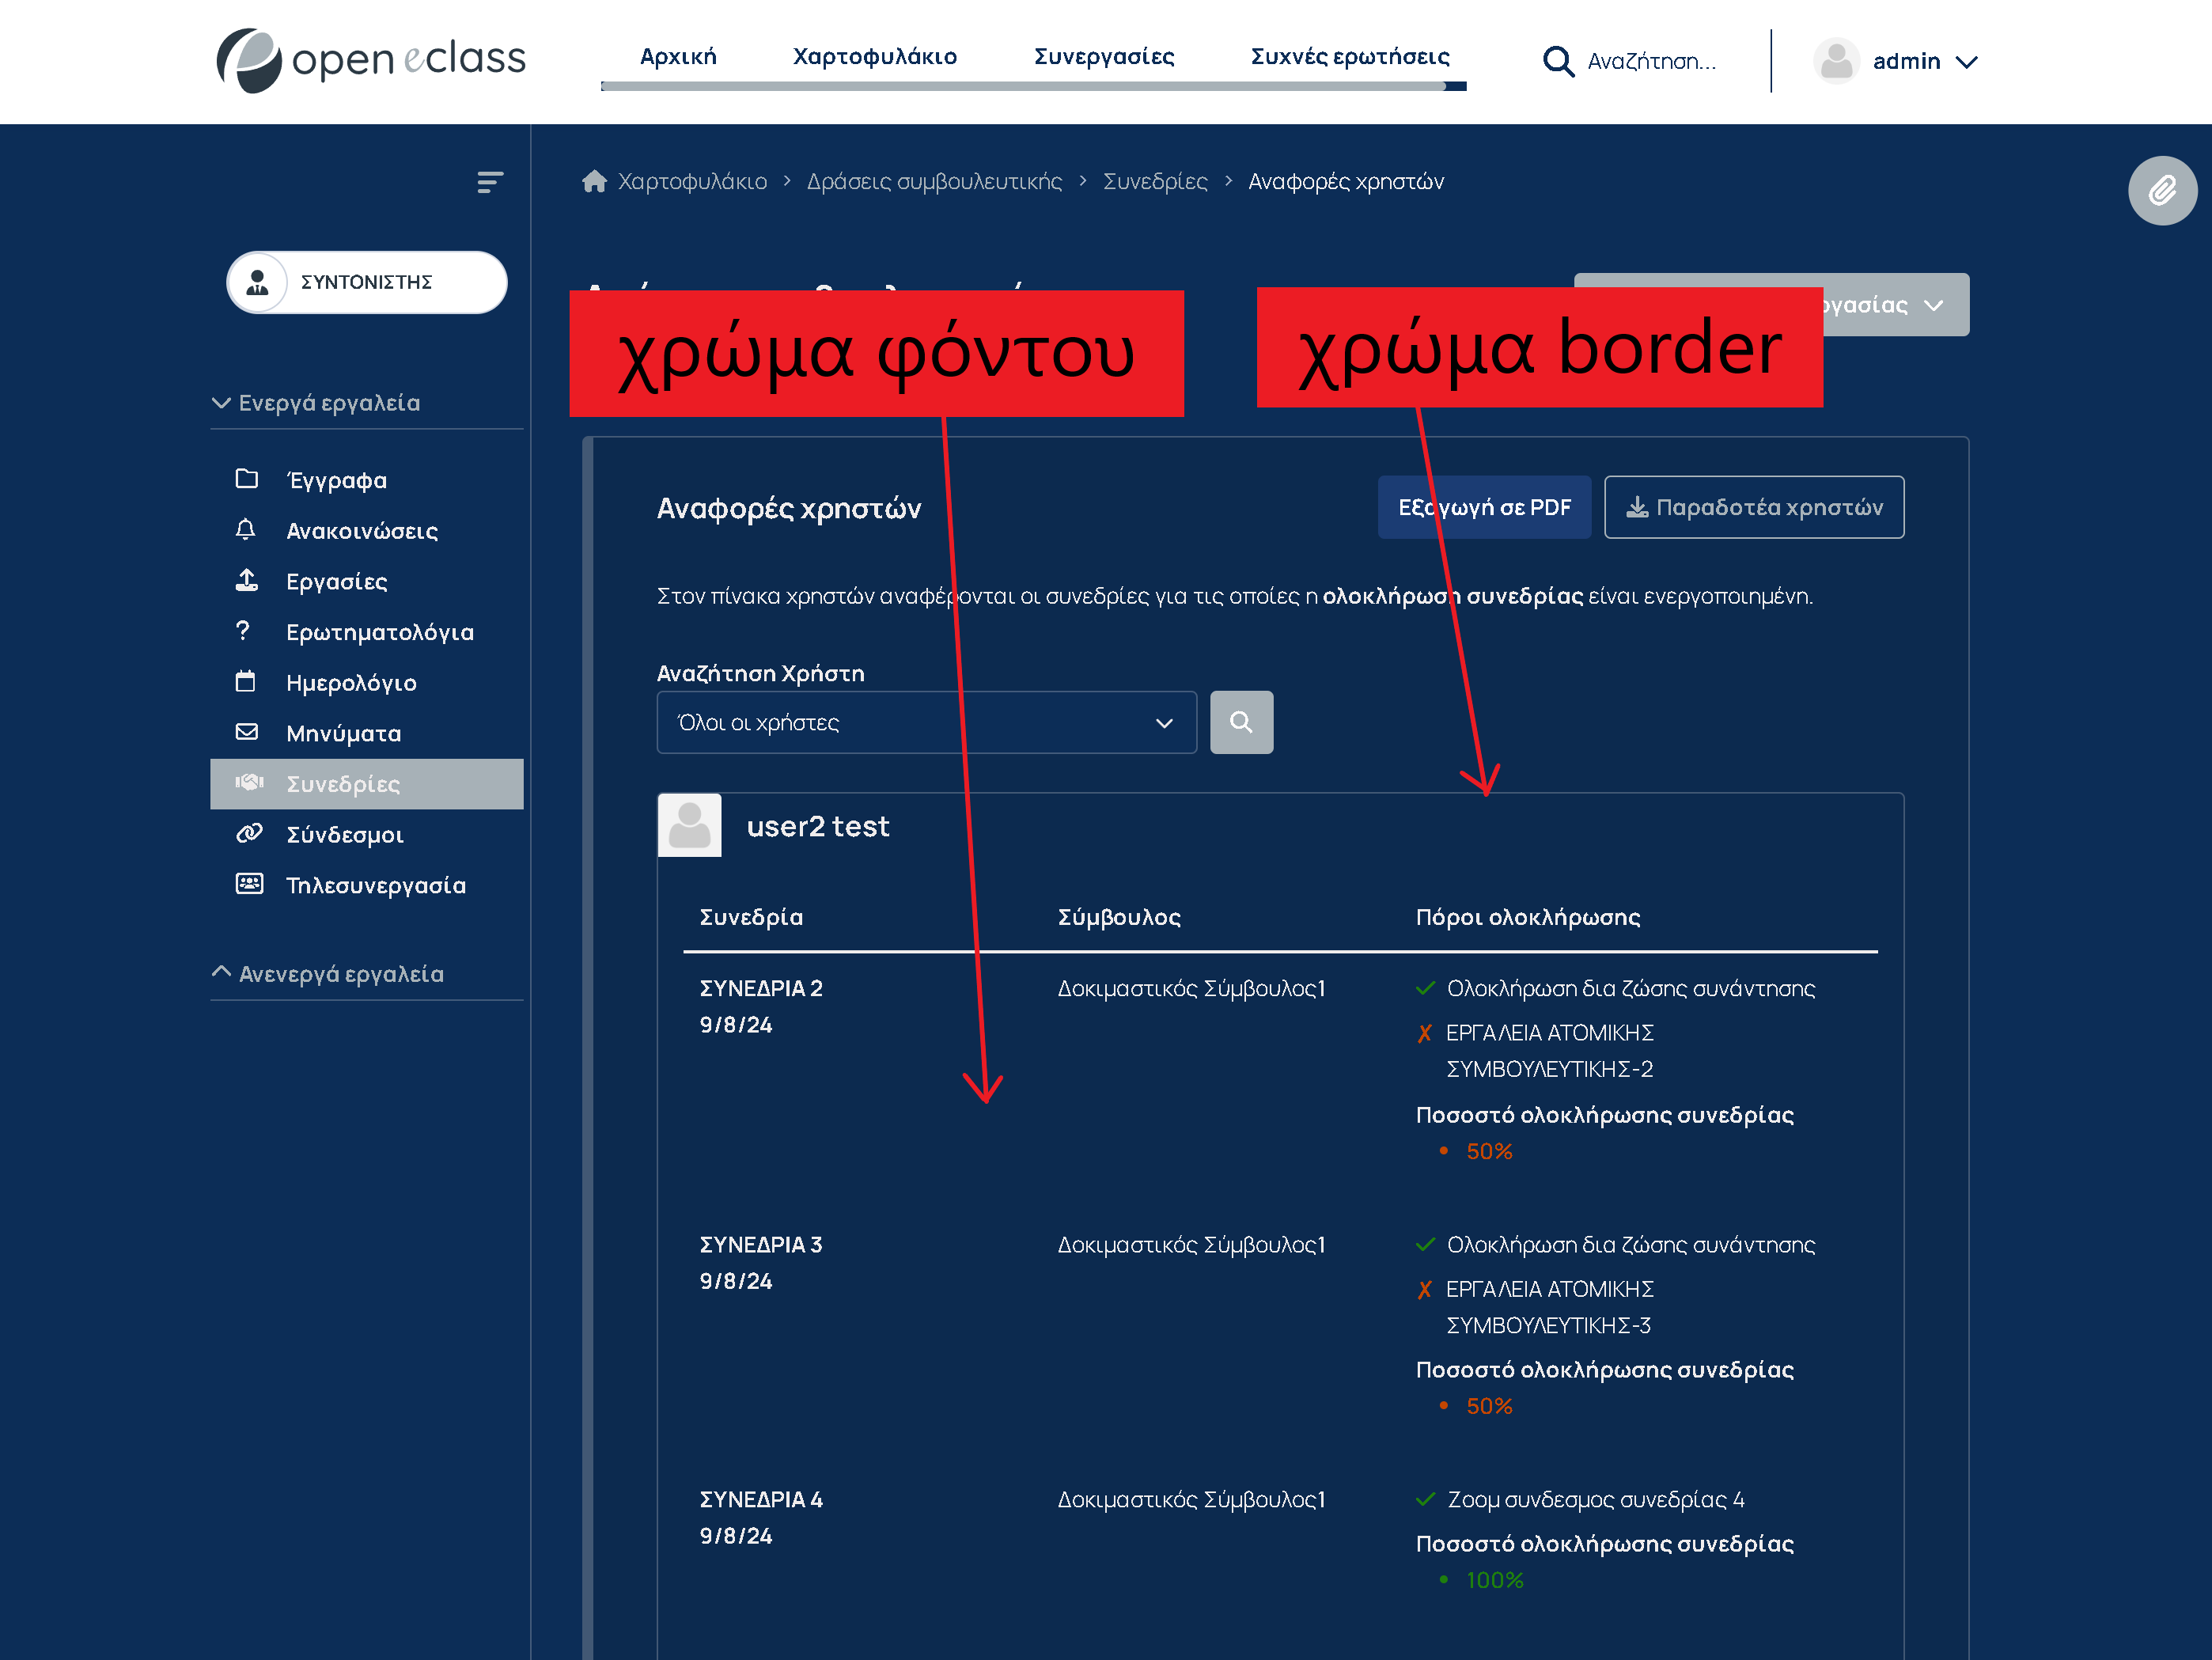 open eclass
Αρχική Χαρτοφυλάκιο Συνεργασίες Συχνές ερωτήσεις
Αναζήτηση...
admin
Χαρτοφυλάκιο > Δράσεις συμβουλευτικής > Συνεδρίες > Αναφορές χρηστών
ΣΥΝΤΟΝΙΣΤΗΣ
χρώμα φόντου
χρώμα border
Ενεργά εργαλεία
Έγγραφα
Ανακοινώσεις
Εργασίες
Ερωτηματολόγια
Ημερολόγιο
Μηνύματα
Συνεδρίες
Σύνδεσμοι
Τηλεσυνεργασία
Ανενεργά εργαλεία
Αναφορές χρηστών
Εξαγωγή σε PDF
Παραδοτέα χρηστών
Στον πίνακα χρηστών αναφέρονται οι συνεδρίες για τις οποίες η ολοκλήρωση συνεδρίας είναι ενεργοποιημένη.
Αναζήτηση Χρήστη
Όλοι οι χρήστες
user2 test
Συνεδρία Σύμβουλος Πόροι ολοκλήρωσης
ΣΥΝΕΔΡΙΑ 2 Δοκιμαστικός Σύμβουλος1 ✓ Ολοκλήρωση δια ζώσης συνάντησης
9/8/24
✗ ΕΡΓΑΛΕΙΑ ΑΤΟΜΙΚΗΣ
ΣΥΜΒΟΥΛΕΥΤΙΚΗΣ-2
Ποσοστό ολοκλήρωσης συνεδρίας
• 50%
ΣΥΝΕΔΡΙΑ 3 Δοκιμαστικός Σύμβουλος1 ✓ Ολοκλήρωση δια ζώσης συνάντησης
9/8/24
✗ ΕΡΓΑΛΕΙΑ ΑΤΟΜΙΚΗΣ
ΣΥΜΒΟΥΛΕΥΤΙΚΗΣ-3
Ποσοστό ολοκλήρωσης συνεδρίας
• 50%
ΣΥΝΕΔΡΙΑ 4 Δοκιμαστικός Σύμβουλος1 ✓ Ζοομ συνδεσμος συνεδρίας 4
9/8/24
Ποσοστό ολοκλήρωσης συνεδρίας
• 100%